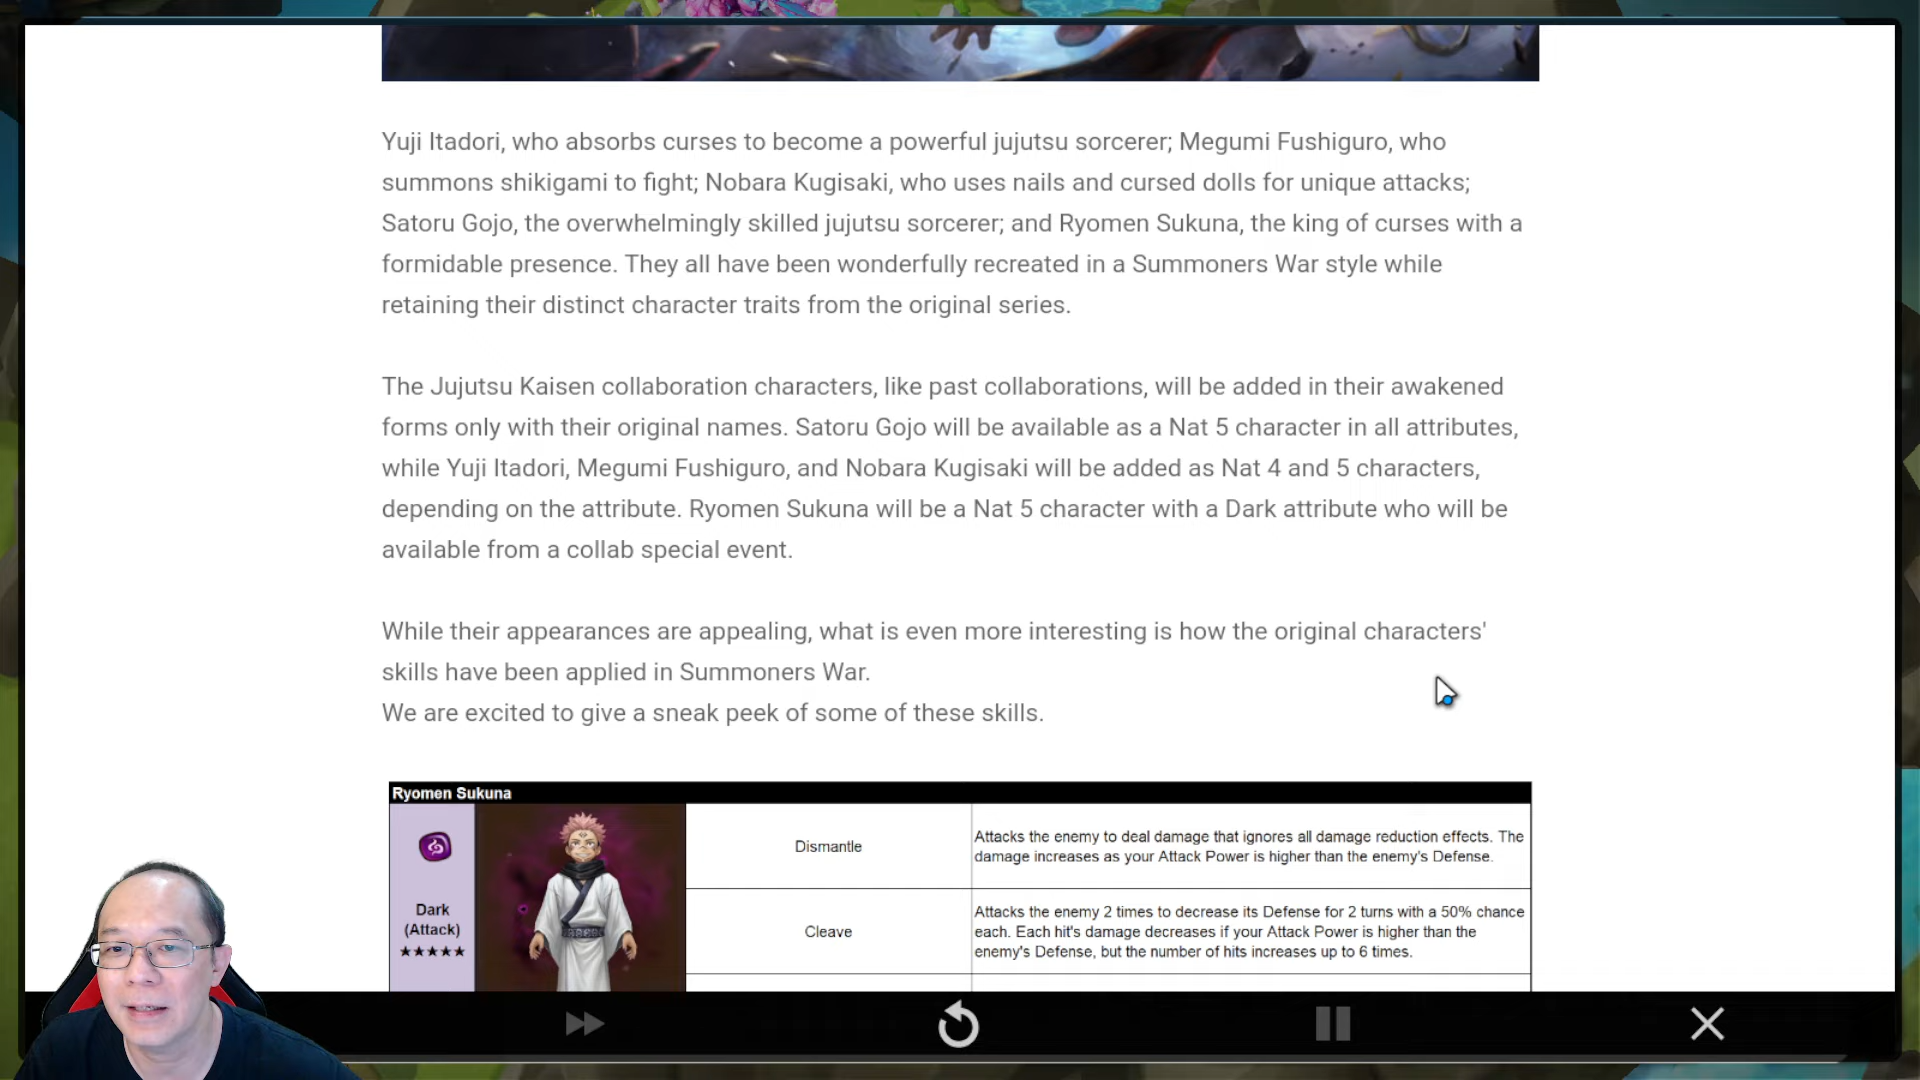 Yuji Itadori, who absorbs curses to become a powerful jujutsu sorcerer; Megumi Fushiguro, who
summons shikigami to fight; Nobara Kugisaki, who uses nails and cursed dolls for unique attacks;
Satoru Gojo, the overwhelmingly skilled jujutsu sorcerer; and Ryomen Sukuna, the king of curses with a
formidable presence. They all have been wonderfully recreated in a Summoners War style while
retaining their distinct character traits from the original series.
The Jujutsu Kaisen collaboration characters, like past collaborations, will be added in their awakened
forms only with their original names. Satoru Gojo will be available as a Nat 5 character in all attributes,
while Yuji Itadori, Megumi Fushiguro, and Nobara Kugisaki will be added as Nat 4 and 5 characters,
depending on the attribute. Ryomen Sukuna will be a Nat 5 character with a Dark attribute who will be
available from a collab special event.
While their appearances are appealing, what is even more interesting is how the original characters'
skills have been applied in Summoners War.
We are excited to give a sneak peek of some of these skills.
Ryomen Sukuna
Dark
(Attack)
★★★★★
Dismantle
Attacks the enemy to deal damage that ignores all damage reduction effects. The
damage increases as your Attack Power is higher than the enemy's Defense.
Cleave
Attacks the enemy 2 times to decrease its Defense for 2 turns with a 50% chance
each. Each hit's damage decreases if your Attack Power is higher than the
enemy's Defense, but the number of hits increases up to 6 times.